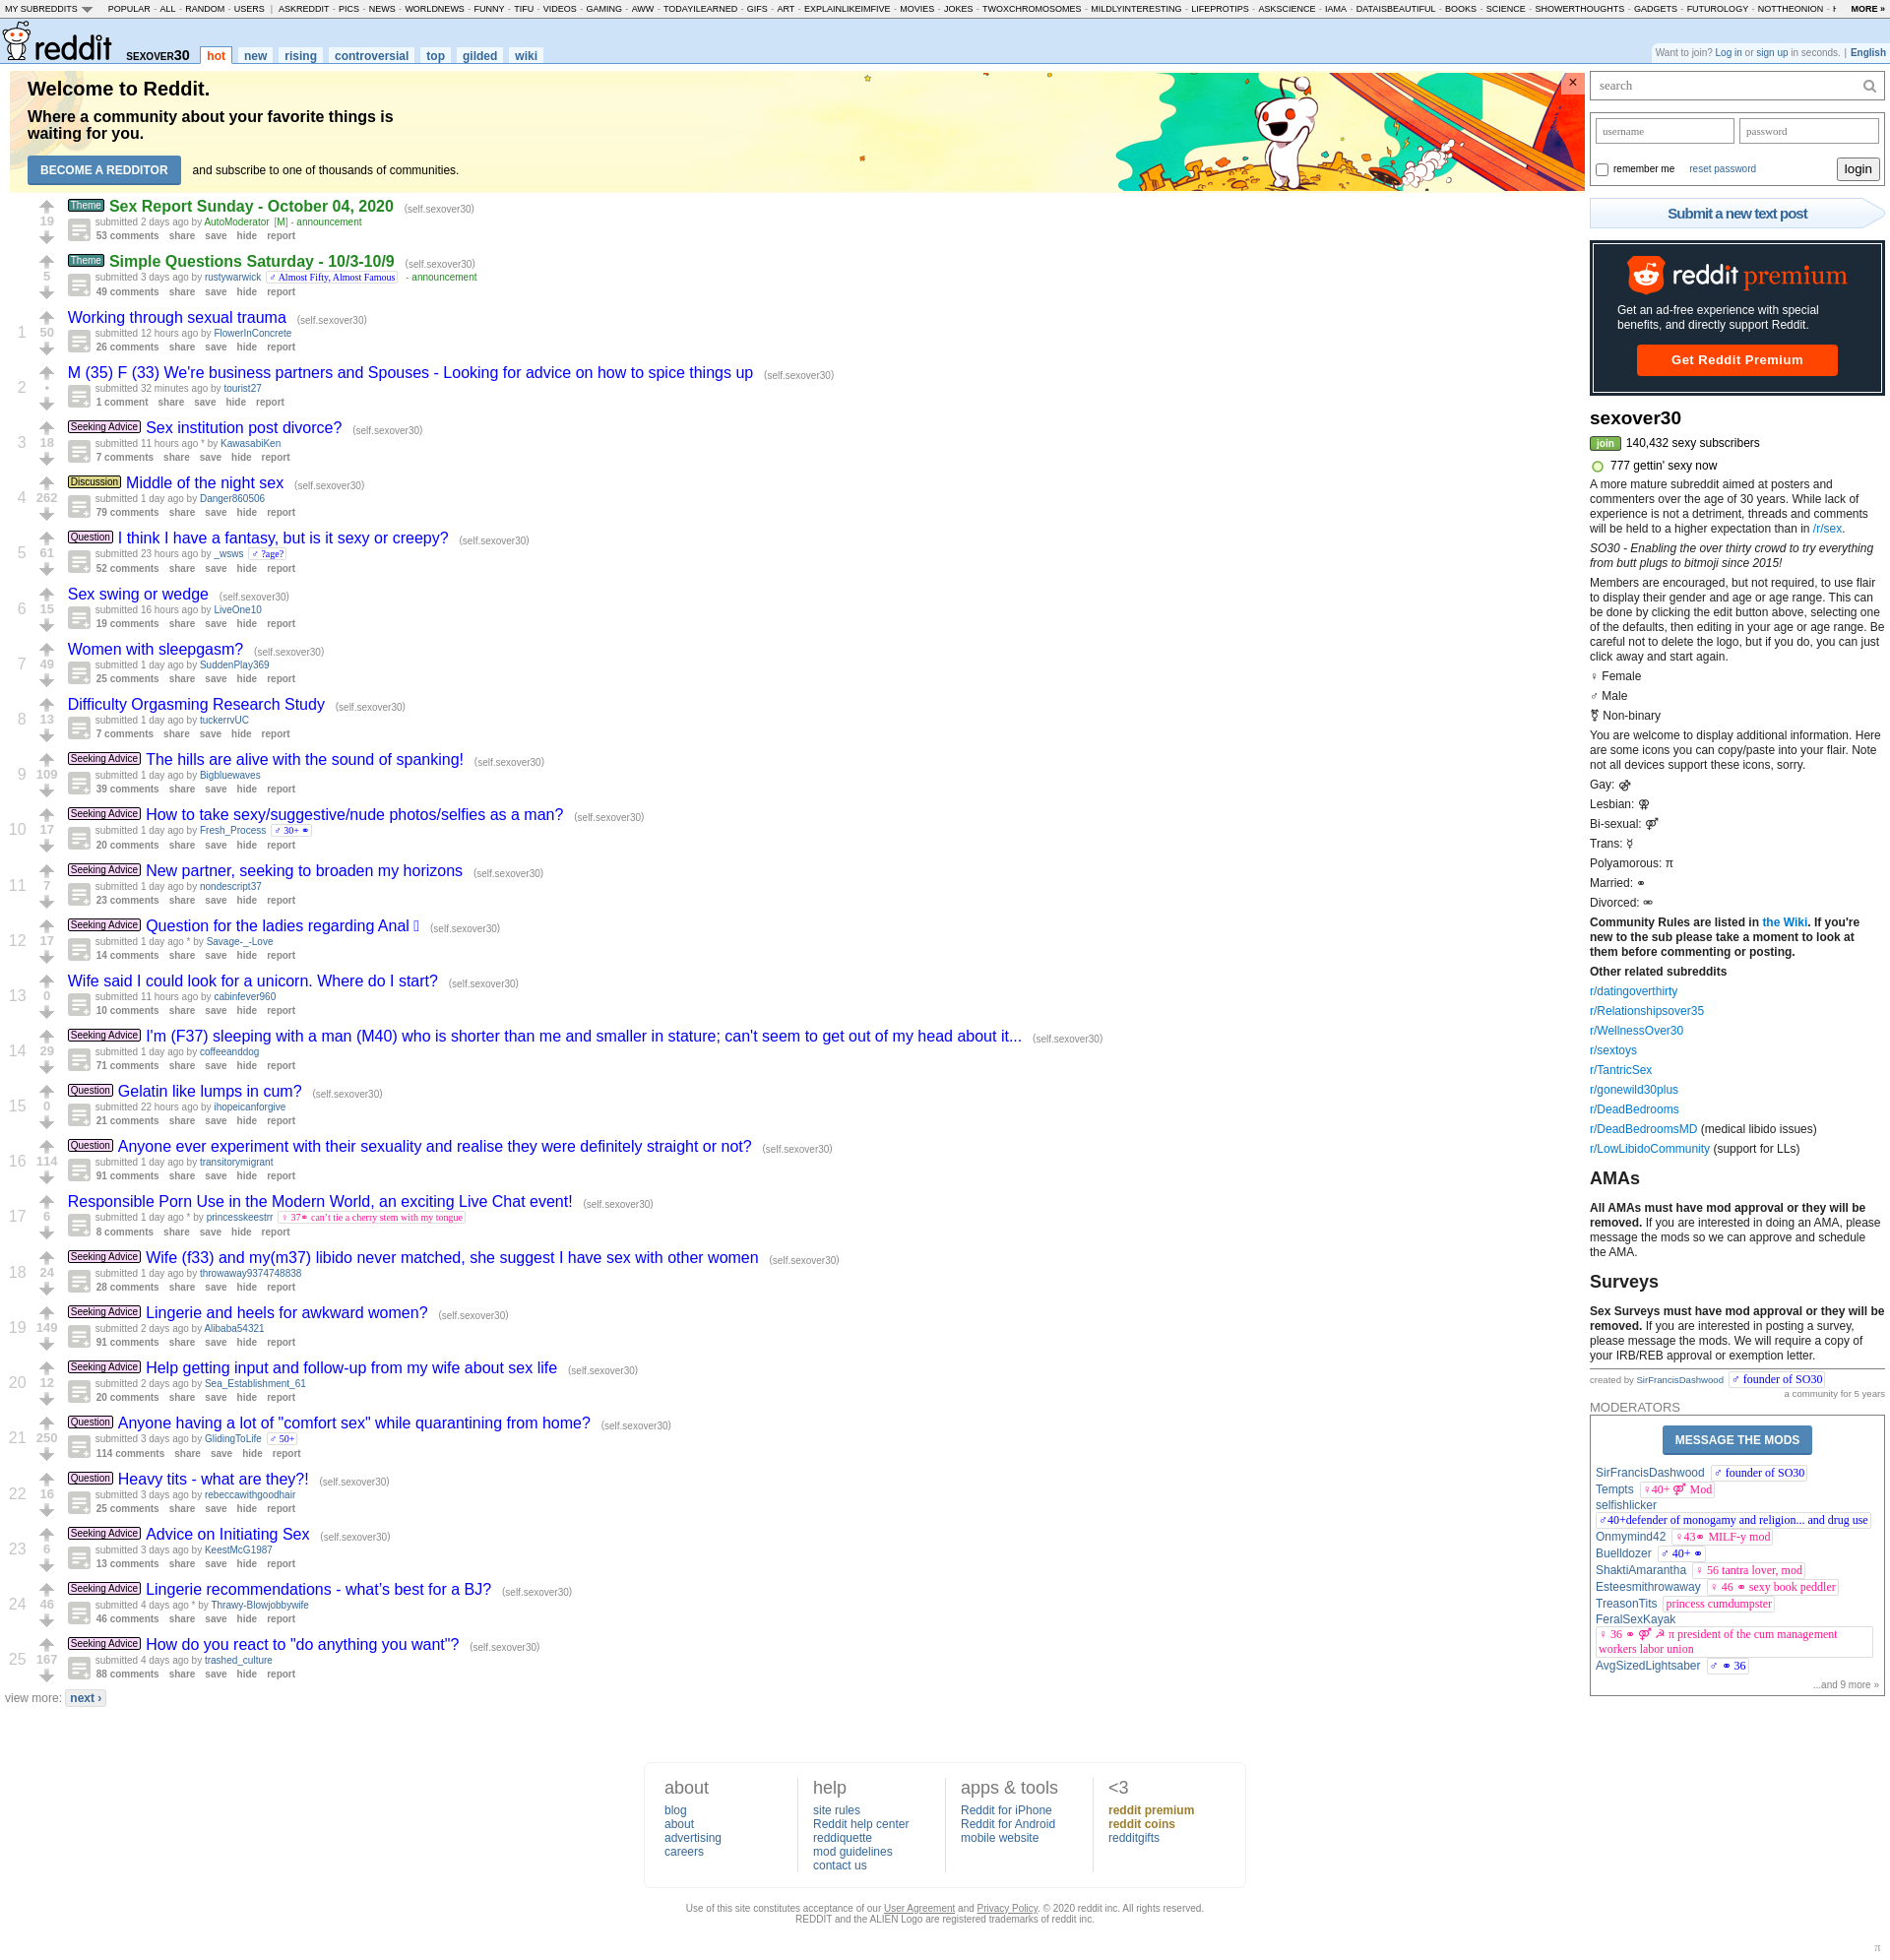 MY SUBREDDITS POPULAR - ALL - RANDOM - USERS | ASKREDDIT - PICS - NEWS - WORLDNEWS - FUNNY - TIFU - VIDEOS - GAMING - AWW - TODAYILEARNED - GIFS - ART - EXPLAINLIKEIMFIVE - MOVIES - JOKES - TWOXCHROMOSOMES - MILDLYINTERESTING - LIFEPROTIPS - ASKSCIENCE - IAMA - DATAISBEAUTIFUL - BOOKS - SCIENCE - SHOWERTHOUGHTS - GADGETS - FUTUROLOGY - NOTTHEONION - MORE »
reddit SEXOVER30 hot new rising controversial top gilded wiki
Want to join? Log in or sign up in seconds. | English
Welcome to Reddit.
Where a community about your favorite things is
waiting for you.
BECOME A REDDITOR and subscribe to one of thousands of communities.
×
19
Theme Sex Report Sunday - October 04, 2020 (self.sexover30)
submitted 2 days ago by AutoModerator [M] - announcement
53 comments share save hide report
5
Theme Simple Questions Saturday - 10/3-10/9 (self.sexover30)
submitted 3 days ago by rustywarwick ♂ Almost Fifty, Almost Famous - announcement
49 comments share save hide report
1 50
Working through sexual trauma (self.sexover30)
submitted 12 hours ago by FlowerInConcrete
26 comments share save hide report
2 •
M (35) F (33) We're business partners and Spouses - Looking for advice on how to spice things up (self.sexover30)
submitted 32 minutes ago by tourist27
1 comment share save hide report
3 18
Seeking Advice Sex institution post divorce? (self.sexover30)
submitted 11 hours ago * by KawasabiKen
7 comments share save hide report
4 262
Discussion Middle of the night sex (self.sexover30)
submitted 1 day ago by Danger860506
79 comments share save hide report
5 61
Question I think I have a fantasy, but is it sexy or creepy? (self.sexover30)
submitted 23 hours ago by _wsws ♂ ?age?
52 comments share save hide report
6 15
Sex swing or wedge (self.sexover30)
submitted 16 hours ago by LiveOne10
19 comments share save hide report
7 49
Women with sleepgasm? (self.sexover30)
submitted 1 day ago by SuddenPlay369
25 comments share save hide report
8 13
Difficulty Orgasming Research Study (self.sexover30)
submitted 1 day ago by tuckerrvUC
7 comments share save hide report
9 109
Seeking Advice The hills are alive with the sound of spanking! (self.sexover30)
submitted 1 day ago by Bigbluewaves
39 comments share save hide report
10 17
Seeking Advice How to take sexy/suggestive/nude photos/selfies as a man? (self.sexover30)
submitted 1 day ago by Fresh_Process ♂ 30+ ⚭
20 comments share save hide report
11 7
Seeking Advice New partner, seeking to broaden my horizons (self.sexover30)
submitted 1 day ago by nondescript37
23 comments share save hide report
12 17
Seeking Advice Question for the ladies regarding Anal (self.sexover30)
submitted 1 day ago * by Savage-_-Love
14 comments share save hide report
13 0
Wife said I could look for a unicorn. Where do I start? (self.sexover30)
submitted 11 hours ago by cabinfever960
10 comments share save hide report
14 29
Seeking Advice I'm (F37) sleeping with a man (M40) who is shorter than me and smaller in stature; can't seem to get out of my head about it... (self.sexover30)
submitted 1 day ago by coffeeanddog
71 comments share save hide report
15 0
Question Gelatin like lumps in cum? (self.sexover30)
submitted 22 hours ago by ihopeicanforgive
21 comments share save hide report
16 114
Question Anyone ever experiment with their sexuality and realise they were definitely straight or not? (self.sexover30)
submitted 1 day ago by transitorymigrant
91 comments share save hide report
17 6
Responsible Porn Use in the Modern World, an exciting Live Chat event! (self.sexover30)
submitted 1 day ago * by princesskeestrr ♀ 37⚭ can’t tie a cherry stem with my tongue
8 comments share save hide report
18 24
Seeking Advice Wife (f33) and my(m37) libido never matched, she suggest I have sex with other women (self.sexover30)
submitted 1 day ago by throwaway9374748838
28 comments share save hide report
19 149
Seeking Advice Lingerie and heels for awkward women? (self.sexover30)
submitted 2 days ago by Alibaba54321
91 comments share save hide report
20 12
Seeking Advice Help getting input and follow-up from my wife about sex life (self.sexover30)
submitted 2 days ago by Sea_Establishment_61
20 comments share save hide report
21 250
Question Anyone having a lot of "comfort sex" while quarantining from home? (self.sexover30)
submitted 3 days ago by GlidingToLife ♂ 50+
114 comments share save hide report
22 16
Question Heavy tits - what are they?! (self.sexover30)
submitted 3 days ago by rebeccawithgoodhair
25 comments share save hide report
23 6
Seeking Advice Advice on Initiating Sex (self.sexover30)
submitted 3 days ago by KeestMcG1987
13 comments share save hide report
24 46
Seeking Advice Lingerie recommendations - what’s best for a BJ? (self.sexover30)
submitted 4 days ago * by Thrawy-Blowjobbywife
46 comments share save hide report
25 167
Seeking Advice How do you react to "do anything you want"? (self.sexover30)
submitted 4 days ago by trashed_culture
88 comments share save hide report
view more: next ›
search
username password
remember me reset password login
Submit a new text post
reddit premium
Get an ad-free experience with special
benefits, and directly support Reddit.
Get Reddit Premium
sexover30
join 140,432 sexy subscribers
777 gettin' sexy now
A more mature subreddit aimed at posters and
commenters over the age of 30 years. While lack of
experience is not a detriment, threads and comments
will be held to a higher expectation than in /r/sex.
SO30 - Enabling the over thirty crowd to try everything
from butt plugs to bitmoji since 2015!
Members are encouraged, but not required, to use flair
to display their gender and age or age range. This can
be done by clicking the edit button above, selecting one
of the defaults, then editing in your age or age range. Be
careful not to delete the logo, but if you do, you can just
click away and start again.
♀ Female
♂ Male
⚧ Non-binary
You are welcome to display additional information. Here
are some icons you can copy/paste into your flair. Note
not all devices support these icons, sorry.
Gay: ⚣
Lesbian: ⚢
Bi-sexual: ⚤
Trans: ☿
Polyamorous: π
Married: ⚭
Divorced: ⚮
Community Rules are listed in the Wiki. If you're
new to the sub please take a moment to look at
them before commenting or posting.
Other related subreddits
r/datingoverthirty
r/Relationshipsover35
r/WellnessOver30
r/sextoys
r/TantricSex
r/gonewild30plus
r/DeadBedrooms
r/DeadBedroomsMD (medical libido issues)
r/LowLibidoCommunity (support for LLs)
AMAs
All AMAs must have mod approval or they will be
removed. If you are interested in doing an AMA, please
message the mods so we can approve and schedule
the AMA.
Surveys
Sex Surveys must have mod approval or they will be
removed. If you are interested in posting a survey,
please message the mods. We will require a copy of
your IRB/REB approval or exemption letter.
created by SirFrancisDashwood ♂ founder of SO30
a community for 5 years
MODERATORS
MESSAGE THE MODS
SirFrancisDashwood ♂ founder of SO30
Tempts ♀40+ ⚤ Mod
selfishlicker
♂40+defender of monogamy and religion... and drug use
Onmymind42 ♀43⚭ MILF-y mod
Buelldozer ♂ 40+ ⚭
ShaktiAmarantha ♀ 56 tantra lover, mod
Esteesmithrowaway ♀ 46 ⚭ sexy book peddler
TreasonTits princess cumdumpster
FeralSexKayak
♀ 36 ⚭ ⚤ ☭ π president of the cum management
workers labor union
AvgSizedLightsaber ♂ ⚭ 36
...and 9 more »
about
blog
about
advertising
careers
help
site rules
Reddit help center
reddiquette
mod guidelines
contact us
apps & tools
Reddit for iPhone
Reddit for Android
mobile website
<3
reddit premium
reddit coins
redditgifts
Use of this site constitutes acceptance of our User Agreement and Privacy Policy. © 2020 reddit inc. All rights reserved.
REDDIT and the ALIEN Logo are registered trademarks of reddit inc.
π